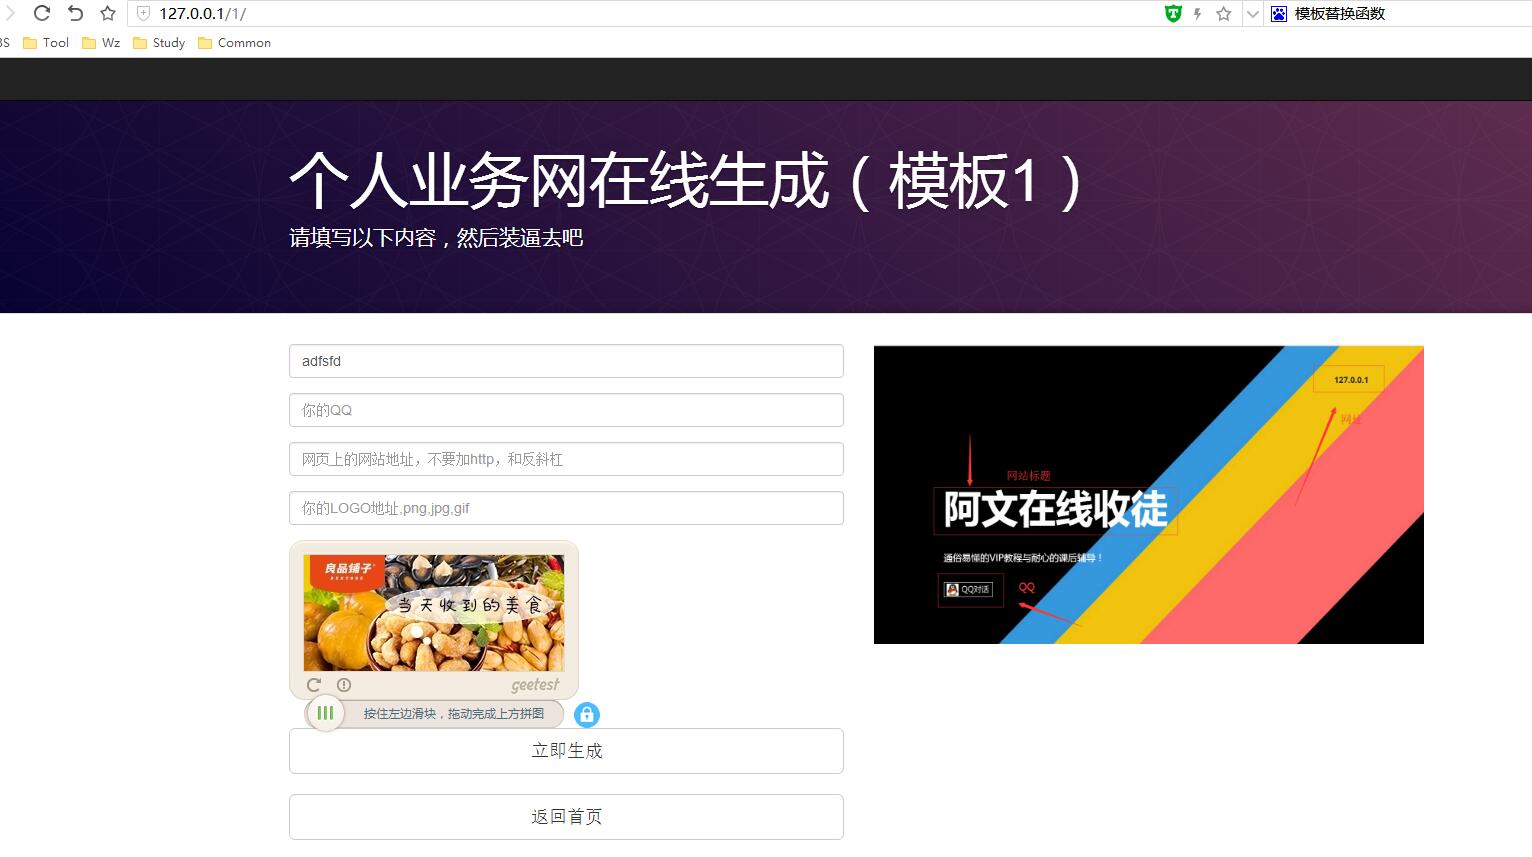 127.0.0.1/1/
模板替换函数
Tool
Wz
Study
Common
个人业务网在线生成（模板1）
请填写以下内容，然后装逼去吧
adfsfd
你的QQ
网页上的网站地址，不要加http，和反斜杠
你的LOGO地址,png,jpg,gif
良品铺子
当天收到的美食
geetest
按住左边滑块，拖动完成上方拼图
立即生成
返回首页
127.0.0.1
网址
网站标题
阿文在线收徒
通俗易懂的VIP教程与耐心的课后辅导！
QQ对话
QQ